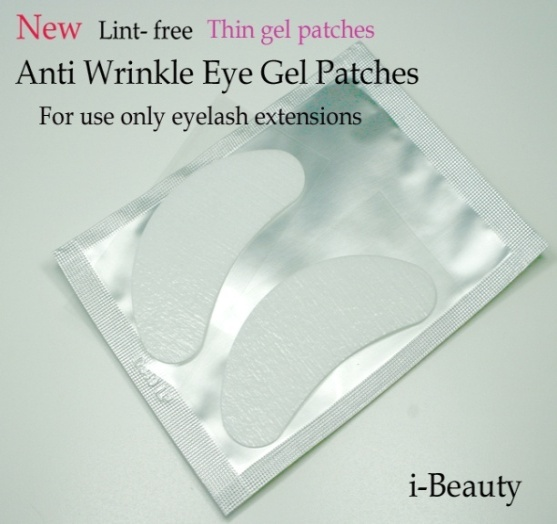 New Lint- free Thin gel patches
Anti Wrinkle Eye Gel Patches
For use only eyelash extensions
i-Beauty